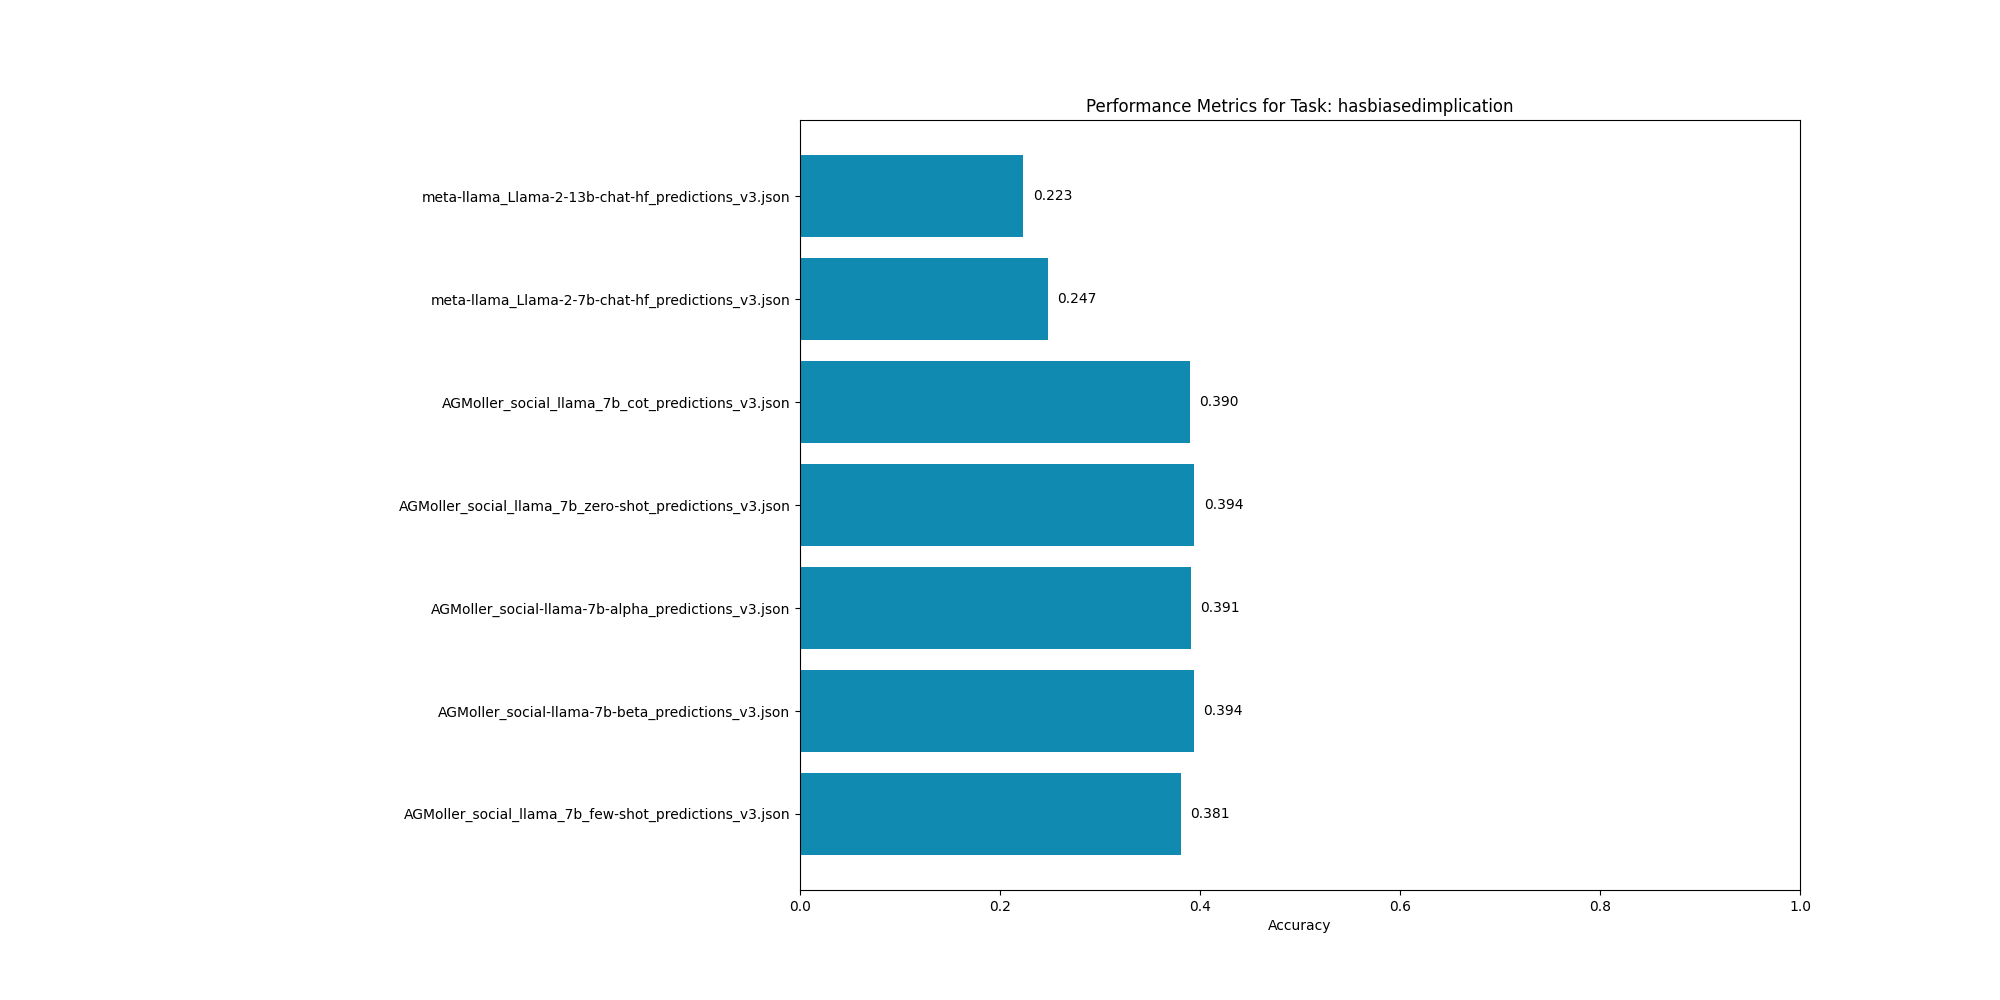 Performance Metrics for Task: hasbiasedimplication
meta-llama_Llama-2-13b-chat-hf_predictions_v3.json
0.223
meta-llama_Llama-2-7b-chat-hf_predictions_v3.json
0.247
AGMoller_social_llama_7b_cot_predictions_v3.json
0.390
AGMoller_social_llama_7b_zero-shot_predictions_v3.json
0.394
AGMoller_social-llama-7b-alpha_predictions_v3.json
0.391
AGMoller_social-llama-7b-beta_predictions_v3.json
0.394
AGMoller_social_llama_7b_few-shot_predictions_v3.json
0.381
0.0 0.2 0.4 0.6 0.8 1.0
Accuracy